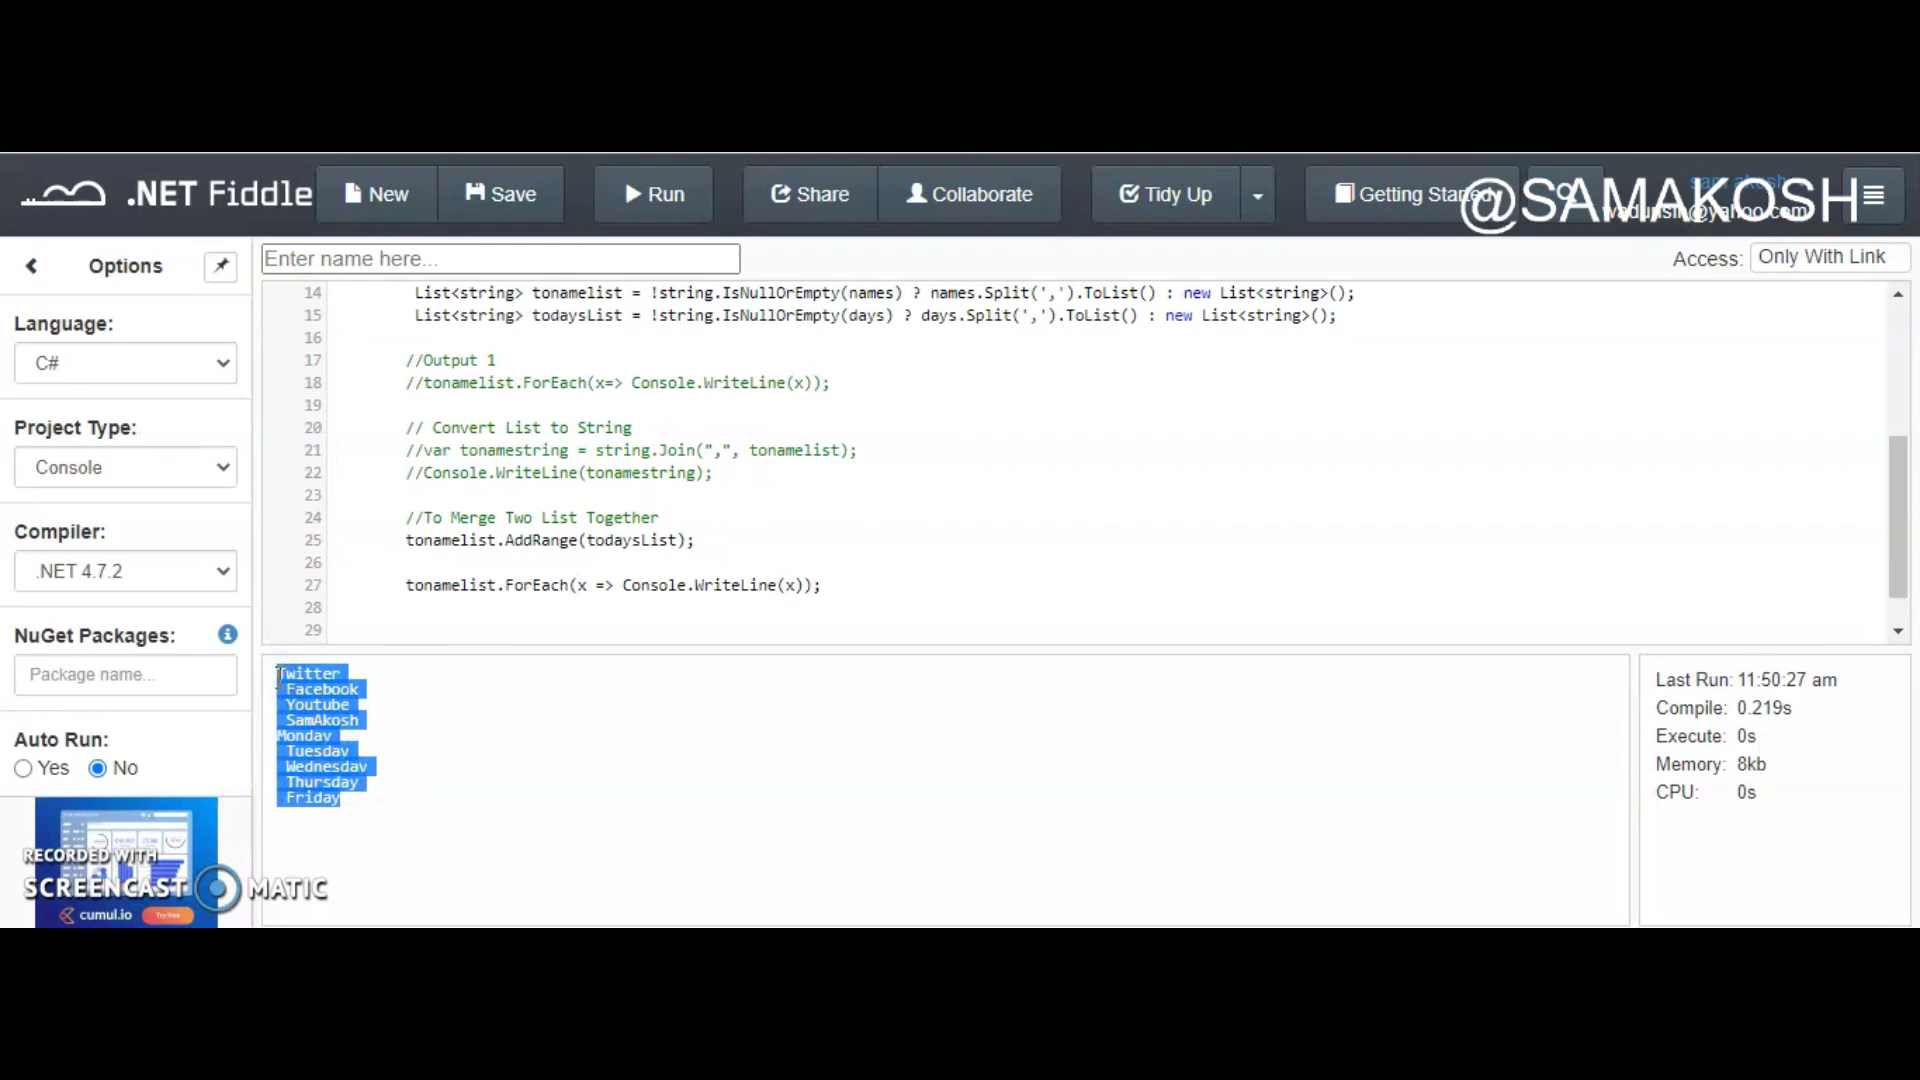 .NET Fiddle New Save Run Share Collaborate Tidy Up Getting Started
@SAMAKOSH
Options
Enter name here...
Access: Only With Link
Language:
C#
Project Type:
Console
Compiler:
.NET 4.7.2
NuGet Packages:
Package name...
Auto Run:
Yes No
14 List<string> tonamelist = !string.IsNullOrEmpty(names) ? names.Split(',').ToList() : new List<string>();
15 List<string> todaysList = !string.IsNullOrEmpty(days) ? days.Split(',').ToList() : new List<string>();
16
17 //Output 1
18 //tonamelist.ForEach(x=> Console.WriteLine(x));
19
20 // Convert List to String
21 //var tonamestring = string.Join(",", tonamelist);
22 //Console.WriteLine(tonamestring);
23
24 //To Merge Two List Together
25 tonamelist.AddRange(todaysList);
26
27 tonamelist.ForEach(x => Console.WriteLine(x));
28
29
Twitter
Facebook
Youtube
SamAkosh
Monday
Tuesday
Wednesday
Thursday
Friday
Last Run: 11:50:27 am
Compile: 0.219s
Execute: 0s
Memory: 8kb
CPU: 0s
RECORDED WITH
SCREENCAST MATIC
cumul.io Try free